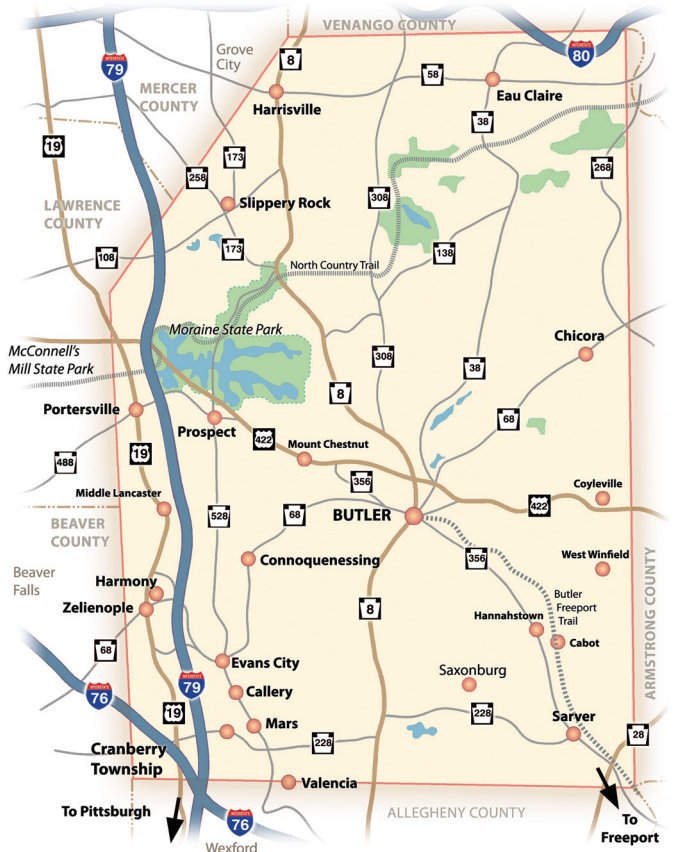 VENANGO COUNTY
INTERSTATE
79
Grove
City
8
INTERSTATE
80
58
MERCER
COUNTY
Harrisville
Eau Claire
38
19
173
258
268
308
LAWRENCE
COUNTY
Slippery Rock
108
173
138
North Country Trail
Moraine State Park
Chicora
McConnell's
Mill State Park
308
38
8
Portersville
Prospect
68
422
Mount Chestnut
19
488
356
Coyleville
Middle Lancaster
422
528
68
BUTLER
BEAVER
COUNTY
Connoquenessing
356
West Winfield
Beaver
Falls
Harmony
Zelienople
8
Butler
Freeport
Trail
ARMSTRONG COUNTY
Hannahstown
Cabot
68
Evans City
Saxonburg
INTERSTATE
76
INTERSTATE
79
Callery
19
228
Mars
Sarver
28
228
Cranberry
Township
Valencia
To Pittsburgh
ALLEGHENY COUNTY
INTERSTATE
76
To
Freeport
Wexford